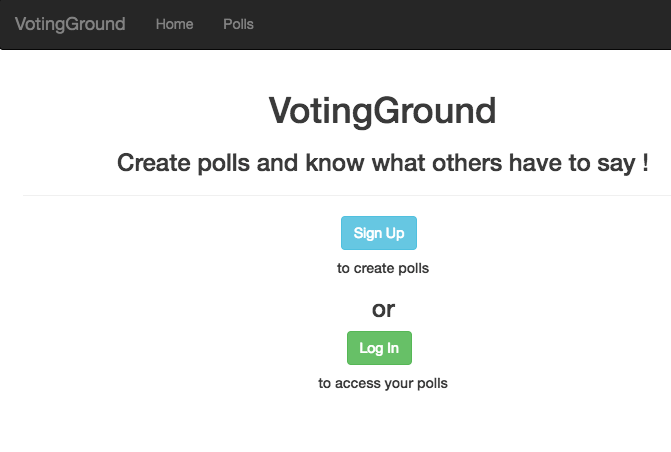 VotingGround Home Polls
VotingGround
Create polls and know what others have to say !
Sign Up
to create polls
or
Log In
to access your polls